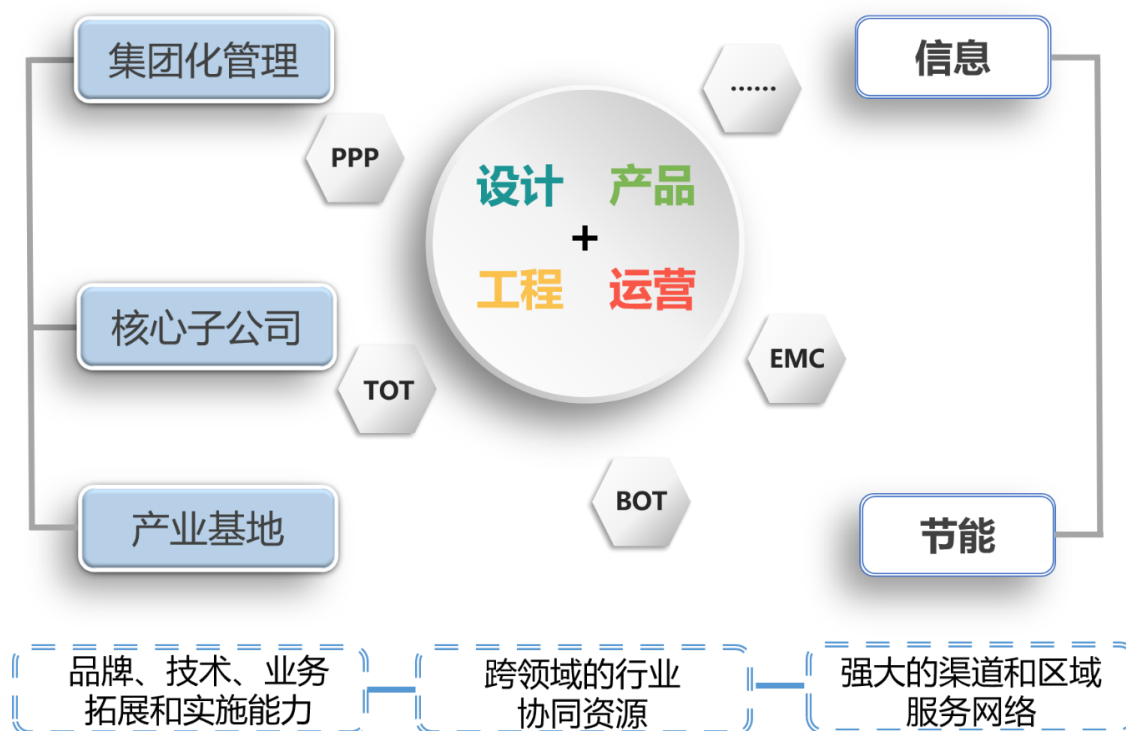 集团化管理
信息
……
PPP
设计 产品
+
工程 运营
核心子公司
EMC
TOT
BOT
产业基地
节能
品牌、技术、业务
拓展和实施能力
跨领域的行业
协同资源
强大的渠道和区域
服务网络